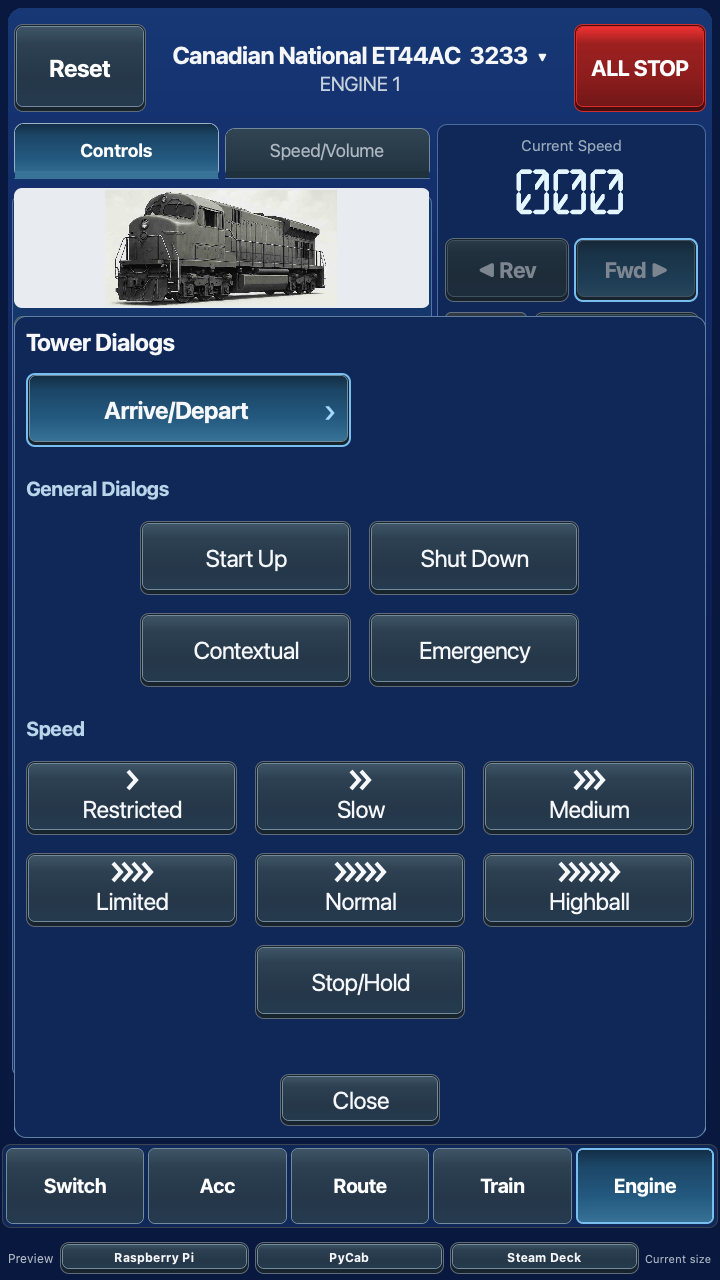 Reset
Canadian National ET44AC 3233 ▼
ENGINE 1
ALL STOP
Controls
Speed/Volume
Current Speed
000
◀ Rev
Fwd ▶
Tower Dialogs
Arrive/Depart ›
General Dialogs
Start Up
Shut Down
Contextual
Emergency
Speed
Restricted
Slow
Medium
Limited
Normal
Highball
Stop/Hold
Close
Switch
Acc
Route
Train
Engine
Preview
Raspberry Pi
PyCab
Steam Deck
Current size